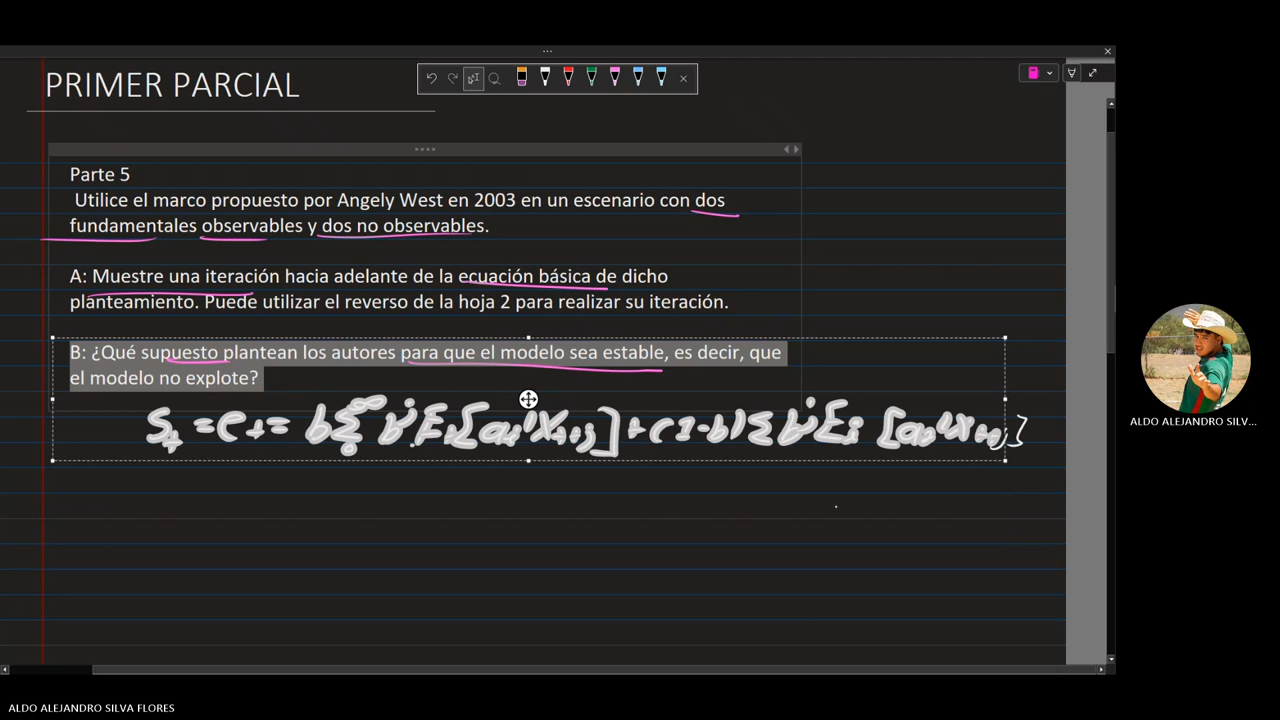 PRIMER PARCIAL
Parte 5
Utilice el marco propuesto por Angely West en 2003 en un escenario con dos
fundamentales observables y dos no observables.
A: Muestre una iteración hacia adelante de la ecuación básica de dicho
planteamiento. Puede utilizar el reverso de la hoja 2 para realizar su iteración.
B: ¿Qué supuesto plantean los autores para que el modelo sea estable, es decir, que
el modelo no explote?
ALDO ALEJANDRO SILV...
ALDO ALEJANDRO SILVA FLORES